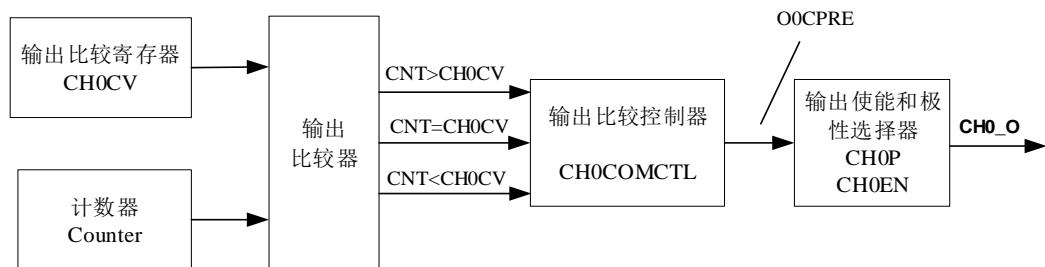 O0CPRE
输出比较寄存器
CH0CV
计数器
Counter
输出
比较器
CNT>CH0CV
CNT=CH0CV
CNT<CH0CV
输出比较控制器
CH0COMCTL
输出使能和极
性选择器
CH0P
CH0EN
CH0_O